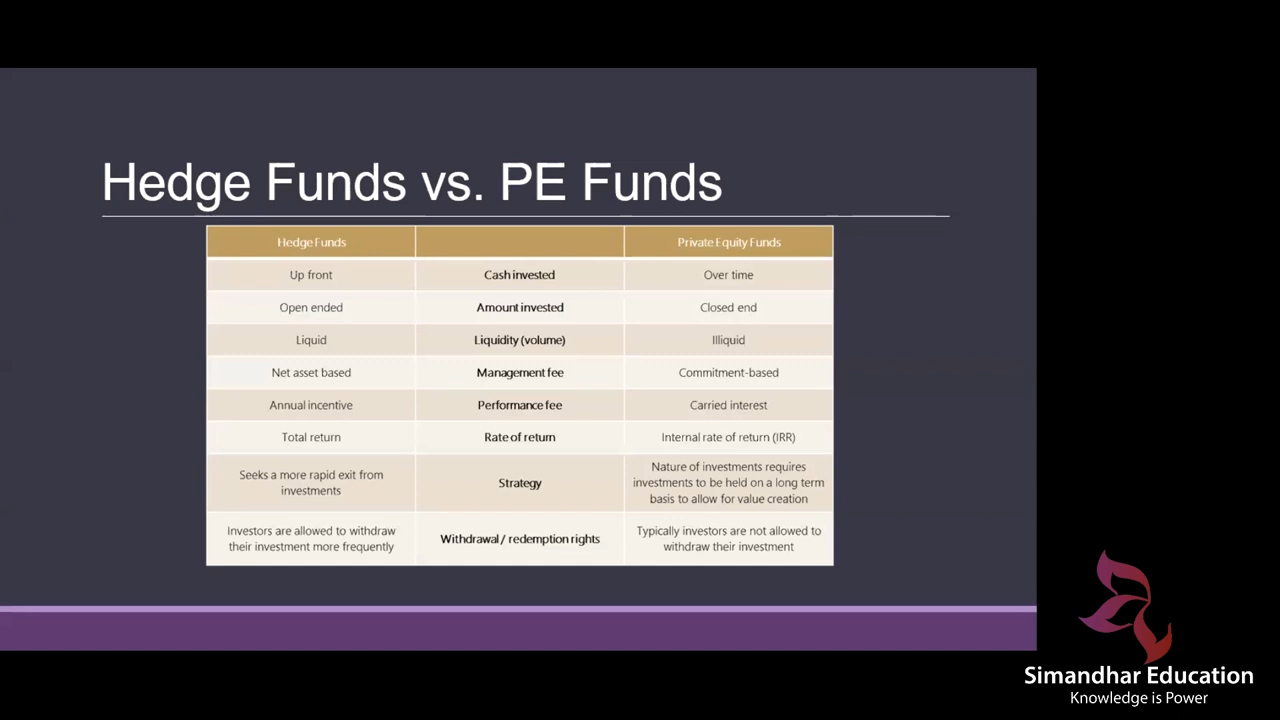 Hedge Funds vs. PE Funds
Hedge Funds Private Equity Funds
Up front Cash invested Over time
Open ended Amount invested Closed end
Liquid Liquidity (volume) Illiquid
Net asset based Management fee Commitment-based
Annual incentive Performance fee Carried interest
Total return Rate of return Internal rate of return (IRR)
Seeks a more rapid exit from
investments
Strategy
Nature of investments requires
investments to be held on a long term
basis to allow for value creation
Investors are allowed to withdraw
their investment more frequently
Withdrawal / redemption rights
Typically investors are not allowed to
withdraw their investment
Simandhar Education
Knowledge is Power